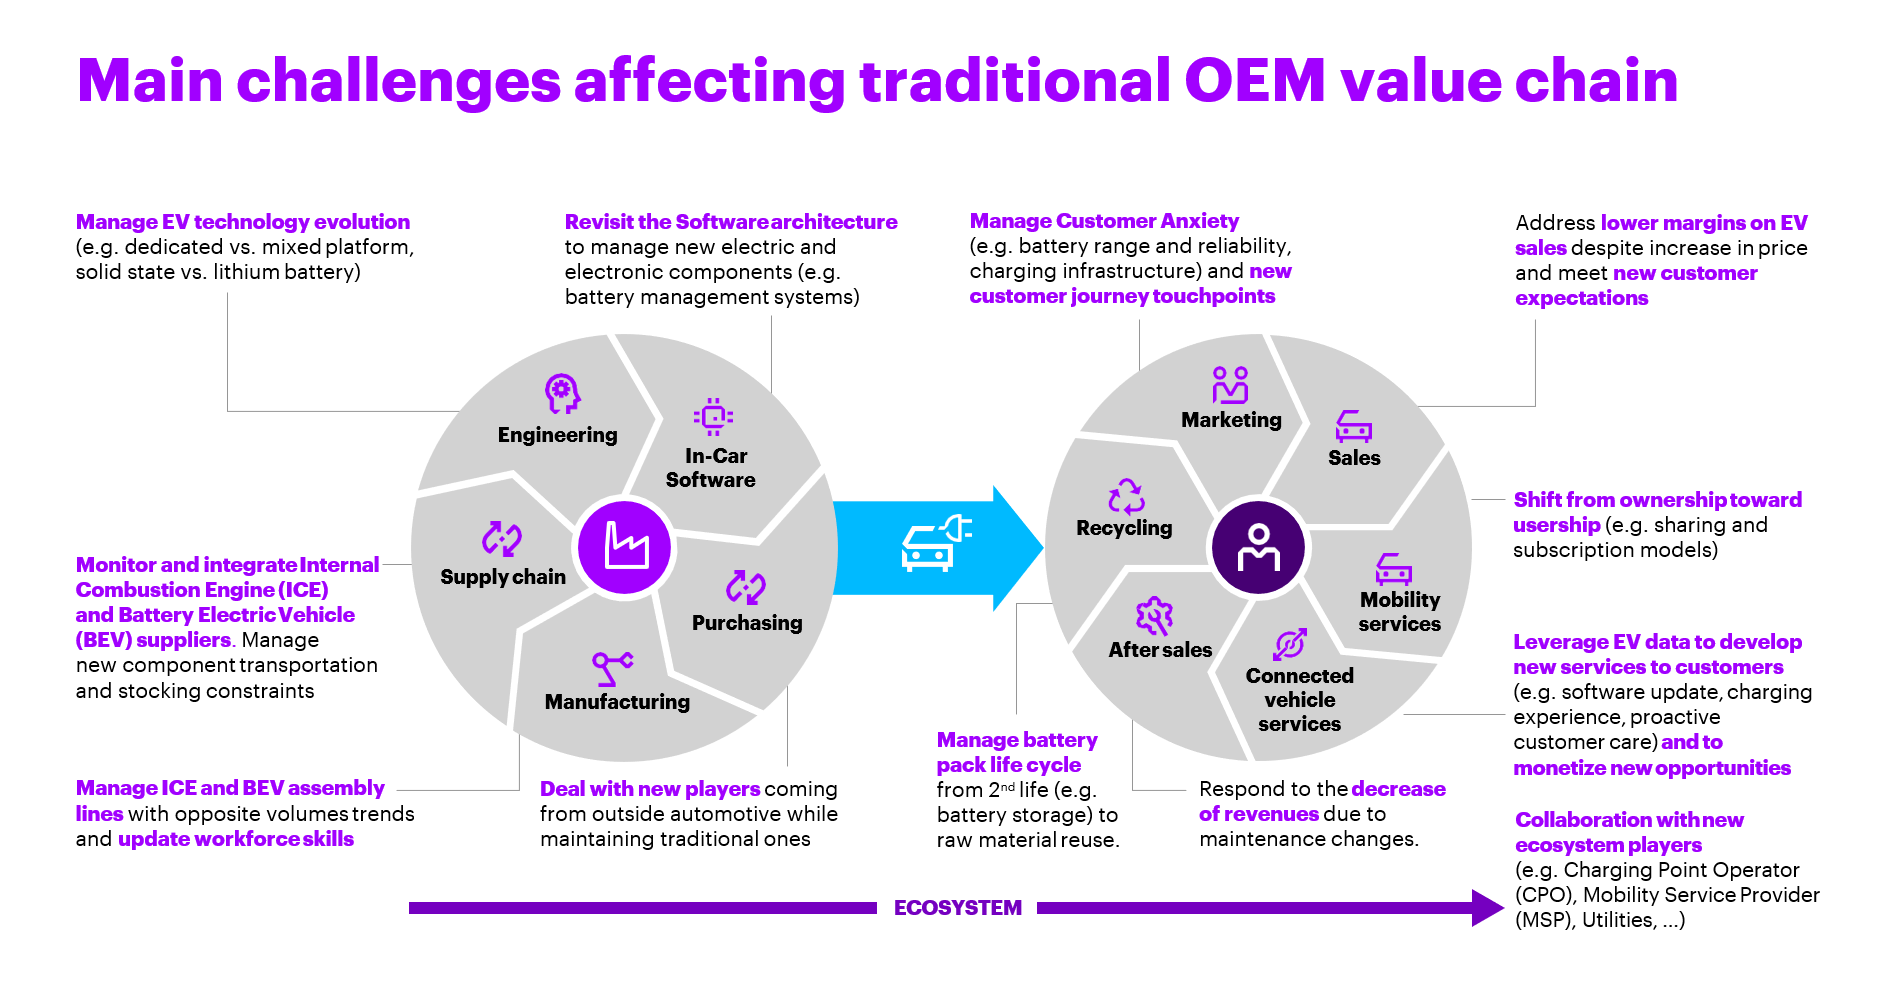 Main challenges affecting traditional OEM value chain
Manage EV technology evolution
(e.g. dedicated vs. mixed platform,
solid state vs. lithium battery)
Revisit the Software architecture
to manage new electric and
electronic components (e.g.
battery management systems)
Manage Customer Anxiety
(e.g. battery range and reliability,
charging infrastructure) and new
customer journey touchpoints
Address lower margins on EV
sales despite increase in price
and meet new customer
expectations
Engineering
In-Car
Software
Supply chain
Purchasing
Manufacturing
Marketing
Sales
Recycling
Mobility
services
After sales
Connected
vehicle
services
Monitor and integrate Internal
Combustion Engine (ICE)
and Battery Electric Vehicle
(BEV) suppliers. Manage
new component transportation
and stocking constraints
Shift from ownership toward
usership (e.g. sharing and
subscription models)
Leverage EV data to develop
new services to customers
(e.g. software update, charging
experience, proactive
customer care) and to
monetize new opportunities
Manage ICE and BEV assembly
lines with opposite volumes trends
and update workforce skills
Deal with new players coming
from outside automotive while
maintaining traditional ones
Manage battery
pack life cycle
from 2nd life (e.g.
battery storage) to
raw material reuse.
Respond to the decrease
of revenues due to
maintenance changes.
Collaboration with new
ecosystem players
(e.g. Charging Point Operator
(CPO), Mobility Service Provider
(MSP), Utilities, ...)
ECOSYSTEM